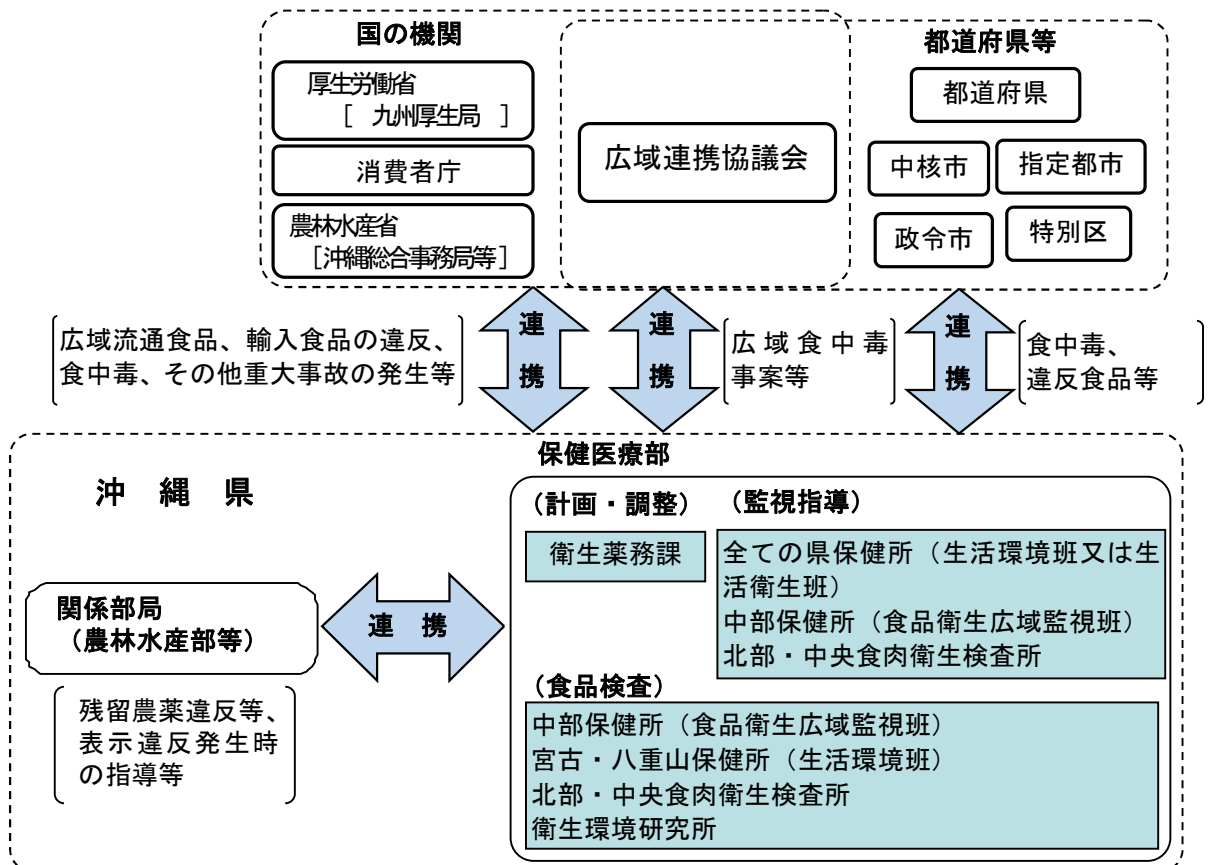 国の機関
厚生労働省
［ 九州厚生局 ］
消費者庁
農林水産省
［沖縄総合事務局等］
広域連携協議会
都道府県等
都道府県
中核市
指定都市
政令市
特別区
広域流通食品、輸入食品の違反、
食中毒、その他重大事故の発生等
連
携
連
携
広域食中毒
事案等
連
携
食中毒、
違反食品等
沖 縄 県
保健医療部
関係部局
（農林水産部等）
連 携
残留農薬違反等、
表示違反発生時
の指導等
（計画・調整）
衛生薬務課
（監視指導）
全ての県保健所（生活環境班又は生
活衛生班）
中部保健所（食品衛生広域監視班）
北部・中央食肉衛生検査所
（食品検査）
中部保健所（食品衛生広域監視班）
宮古・八重山保健所（生活環境班）
北部・中央食肉衛生検査所
衛生環境研究所